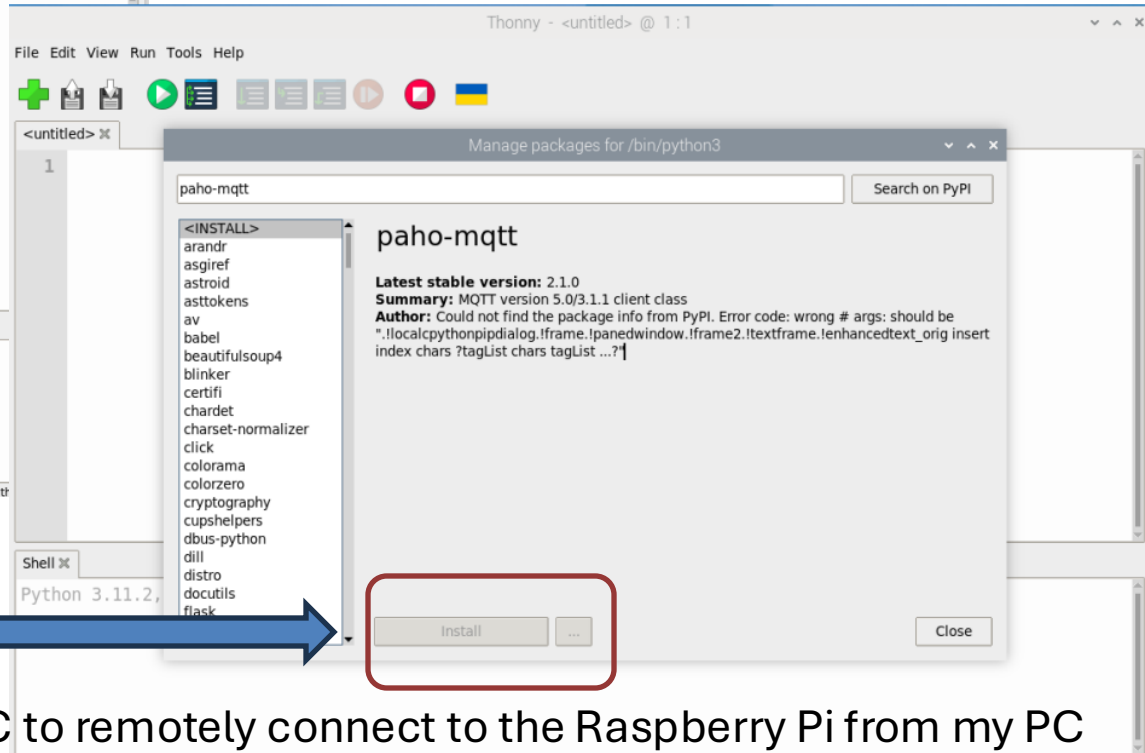 Thonny - <untitled> @ 1:1
File Edit View Run Tools Help
<untitled>
1
Manage packages for /bin/python3
paho-mqtt
Search on PyPI
<INSTALL>
arandr
asgiref
astroid
asttokens
av
babel
beautifulsoup4
blinker
certifi
chardet
charset-normalizer
click
colorama
colorzero
cryptography
cupshelpers
dbus-python
dill
distro
docutils
flask
paho-mqtt
Latest stable version: 2.1.0
Summary: MQTT version 5.0/3.1.1 client class
Author: Could not find the package info from PyPI. Error code: wrong # args: should be
".!localcpythonpipdialog.!frame.!panedwindow.!frame2.!textframe.!enhancedtext_orig insert
index chars ?tagList chars tagList ...?"
Install
...
Close
Shell
Python 3.11.2,
C to remotely connect to the Raspberry Pi from my PC